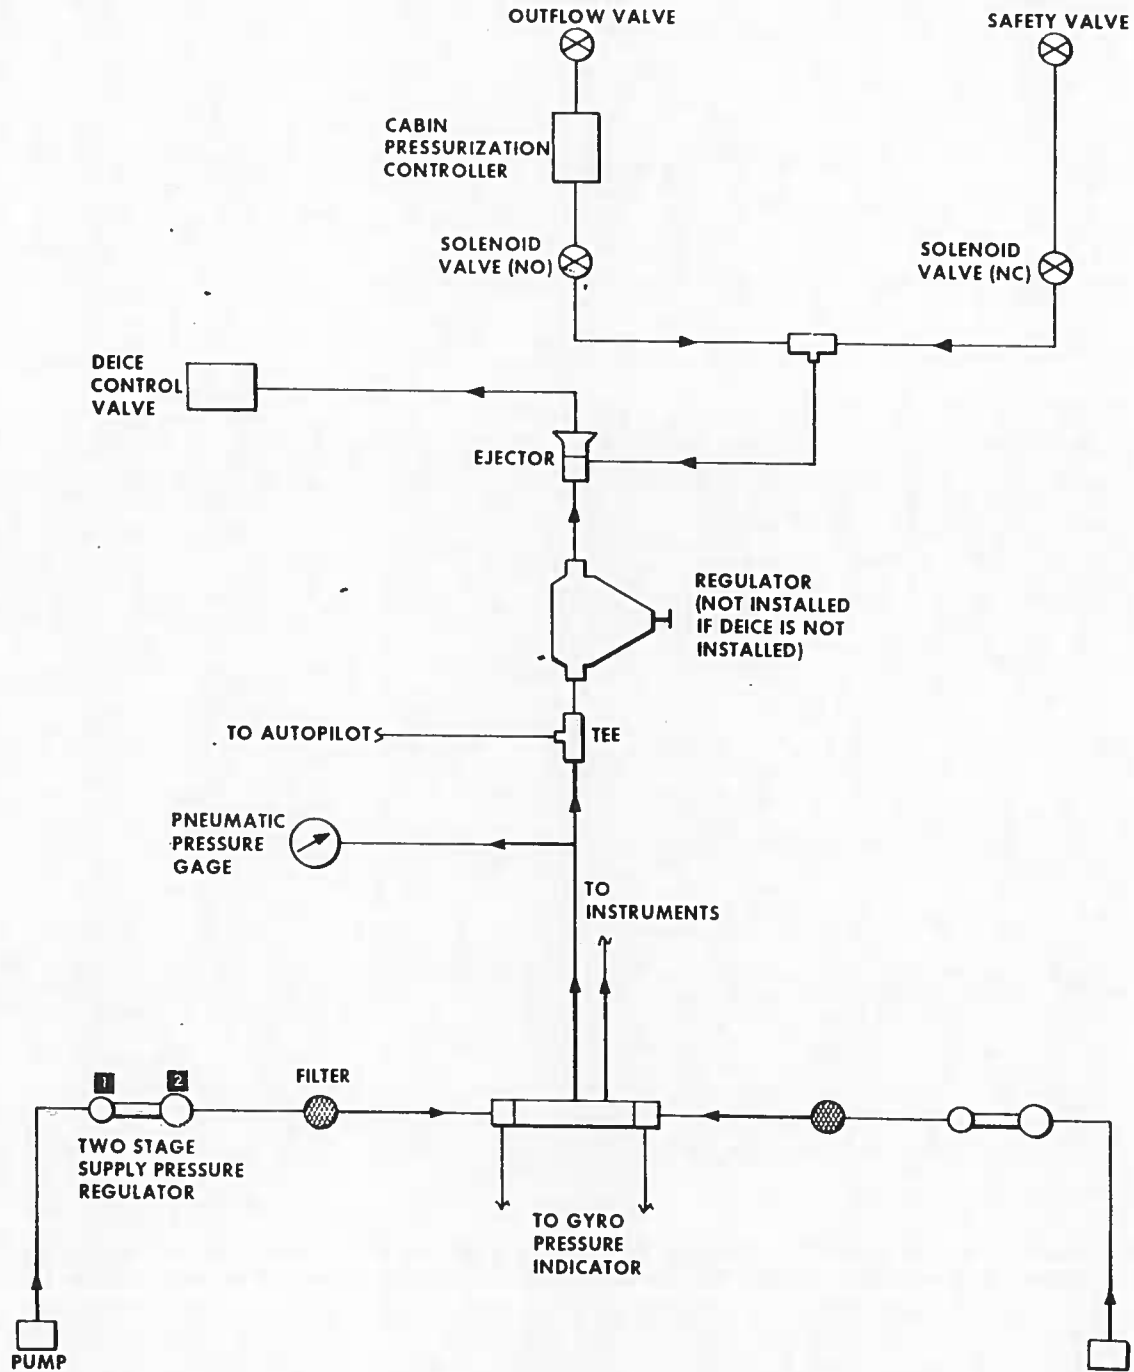 OUTFLOW VALVE
SAFETY VALVE
CABIN
PRESSURIZATION
CONTROLLER
SOLENOID
VALVE (NO)
SOLENOID
VALVE (NC)
DEICE
CONTROL
VALVE
EJECTOR
REGULATOR
(NOT INSTALLED
IF DEICE IS NOT
INSTALLED)
TO AUTOPILOT
TEE
PNEUMATIC
PRESSURE
GAGE
TO
INSTRUMENTS
1
2
FILTER
TWO STAGE
SUPPLY PRESSURE
REGULATOR
TO GYRO
PRESSURE
INDICATOR
PUMP